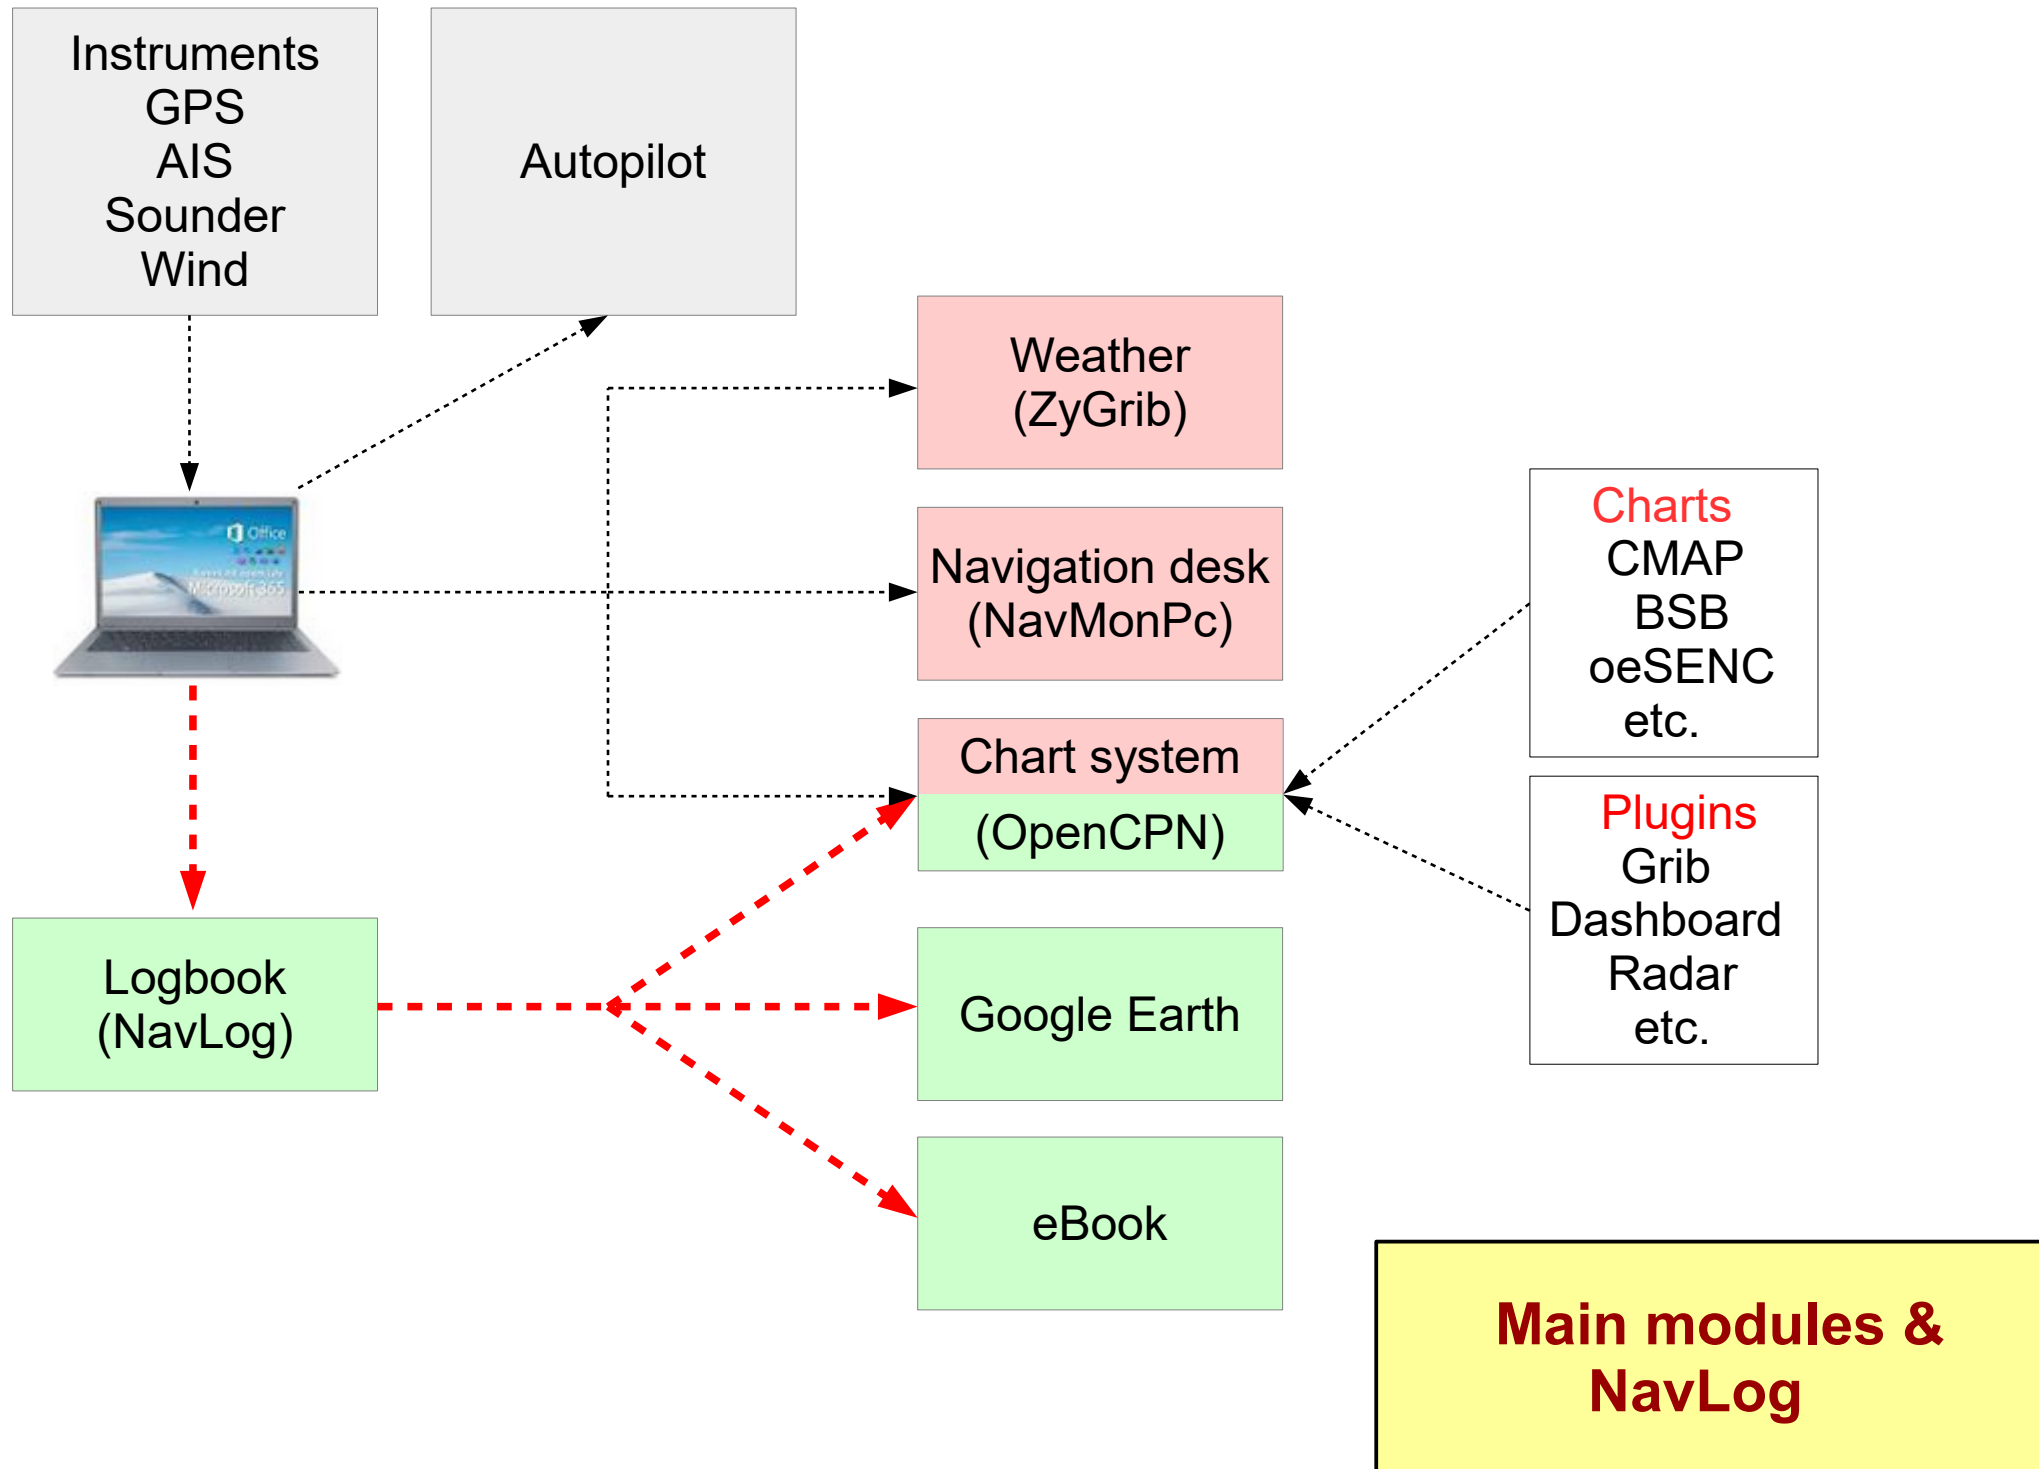 Instruments
GPS
AIS
Sounder
Wind
Autopilot
Weather
(ZyGrib)
Office
Microsoft 365
Navigation desk
(NavMonPc)
Charts
CMAP
BSB
oeSENC
etc.
Chart system
(OpenCPN)
Plugins
Grib
Dashboard
Radar
etc.
Logbook
(NavLog)
Google Earth
eBook
Main modules &
NavLog